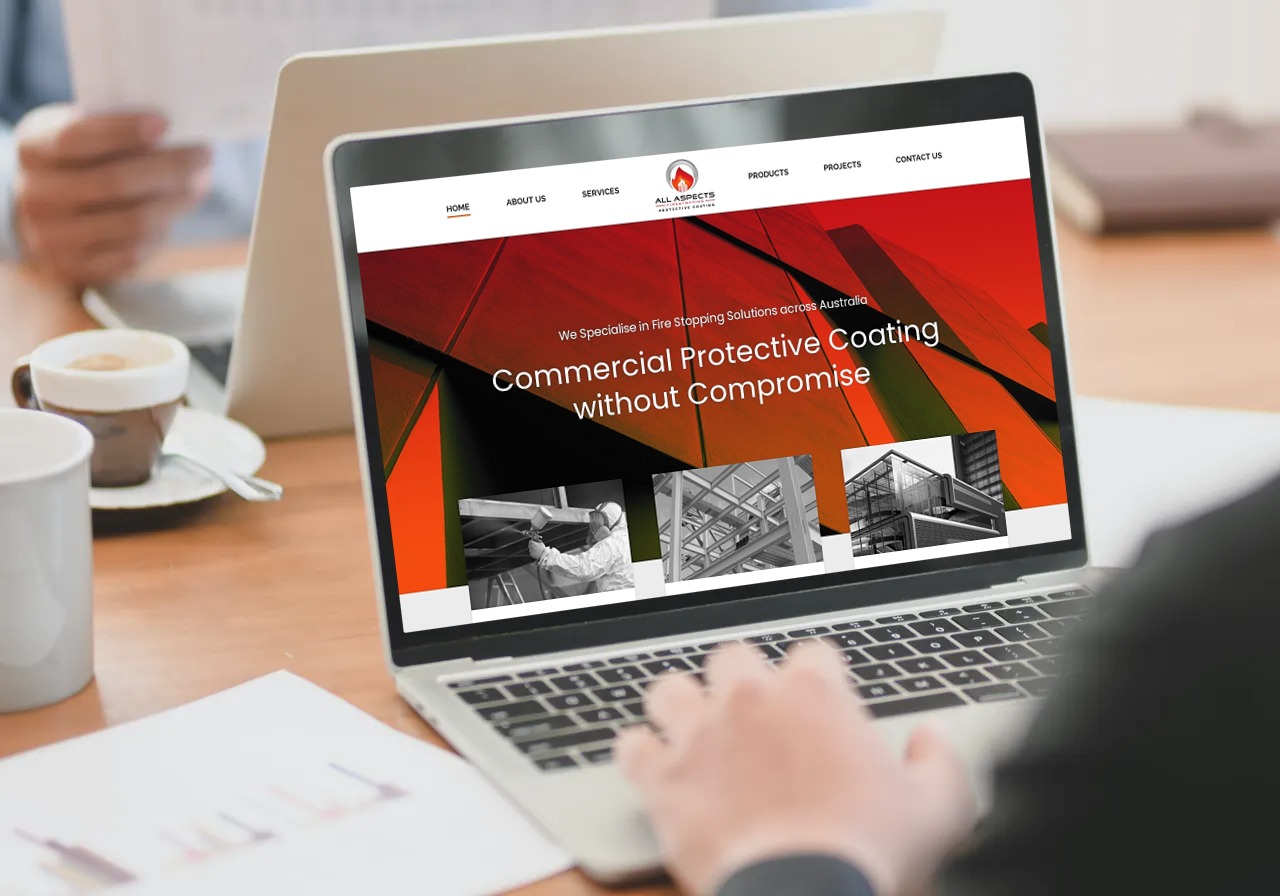 HOME
ABOUT US
SERVICES
ALL ASPECTS
FIRESTOPPING
PROTECTIVE COATING
PRODUCTS
PROJECTS
CONTACT US
We Specialise in Fire Stopping Solutions across Australia
Commercial Protective Coating
without Compromise